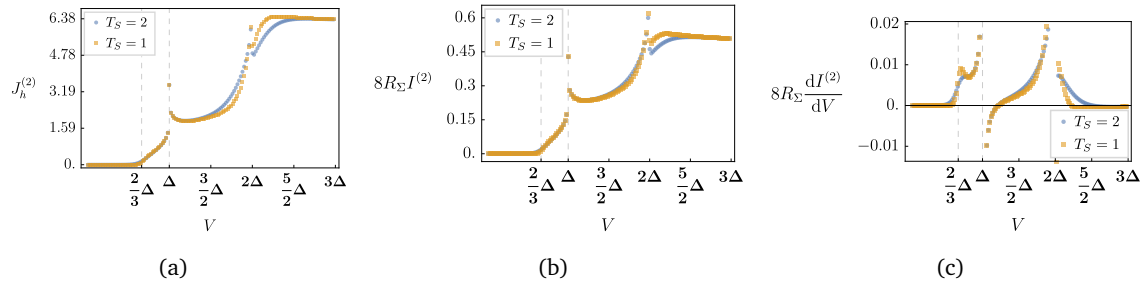 6.38
4.78
3.19
1.59
0.
J_h^{(2)}
T_S = 2
T_S = 1
2/3 Δ
Δ
3/2 Δ
2Δ
5/2 Δ
3Δ
V
(a)
0.6
0.45
0.3
0.15
0.
8R_Σ I^{(2)}
T_S = 2
T_S = 1
2/3 Δ
Δ
3/2 Δ
2Δ
5/2 Δ
3Δ
V
(b)
0.02
0.01
0.
−0.01
8R_Σ dI^{(2)}/dV
T_S = 2
T_S = 1
2/3 Δ
Δ
3/2 Δ
2Δ
5/2 Δ
3Δ
V
(c)